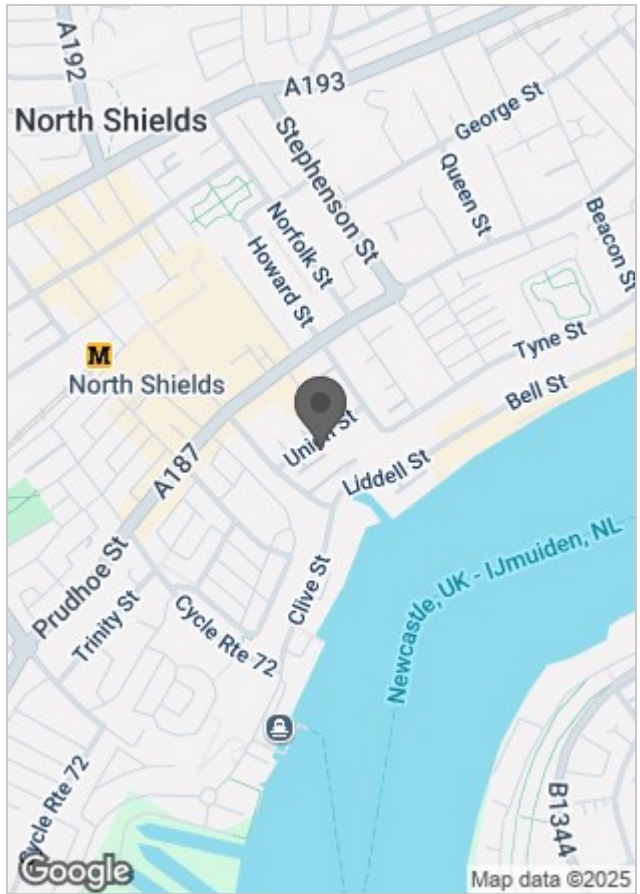 A192
A193
North Shields
George St
Stephenson St
Queen St
Beacon St
Norfolk St
Howard St
Tyne St
M
North Shields
Bell St
Union St
A187
Liddell St
Prudhoe St
Clive St
Newcastle, UK - IJmuiden, NL
Trinity St
Cycle Rte 72
Cycle Rte 72
B1344
Google
Map data ©2025